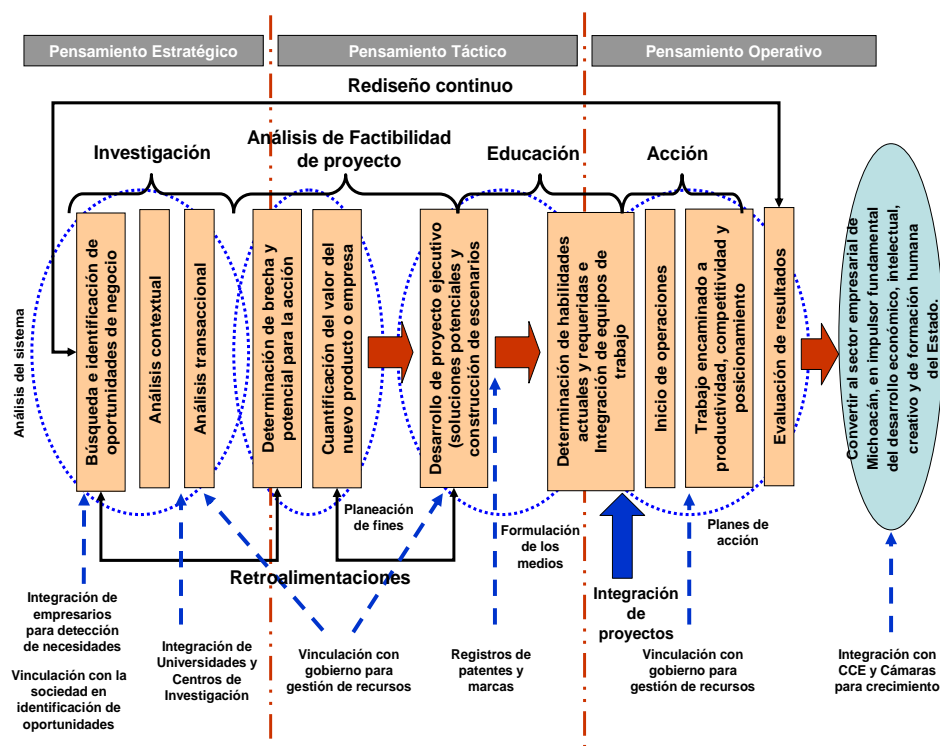 Pensamiento Estratégico
Pensamiento Táctico
Pensamiento Operativo
Rediseño continuo
Investigación
Análisis de Factibilidad
de proyecto
Educación
Acción
Análisis del sistema
Búsqueda e identificación de
oportunidades de negocio
Análisis contextual
Análisis transaccional
Determinación de brecha y
potencial para la acción
Cuantificación del valor del
nuevo producto o empresa
Desarrollo de proyecto ejecutivo
(soluciones potenciales y
construcción de escenarios
Determinación de habilidades
actuales y requeridas e
Integración de equipos de
trabajo
Inicio de operaciones
Trabajo encaminado a
productividad, competitividad y
posicionamiento
Evaluación de resultados
Convertir al sector empresarial de
Michoacán, en impulsor fundamental
del desarrollo económico, intelectual,
creativo y de formación humana
del Estado.
Planeación
de fines
Formulación
de los
medios
Planes de
acción
Retroalimentaciones
Integración
de
proyectos
Integración de
empresarios
para detección
de necesidades
Vinculación con la
sociedad en
identificación de
oportunidades
Integración de
Universidades y
Centros de
Investigación
Vinculación con
gobierno para
gestión de recursos
Registros de
patentes y
marcas
Vinculación con
gobierno para
gestión de recursos
Integración con
CCE y Cámaras
para crecimiento